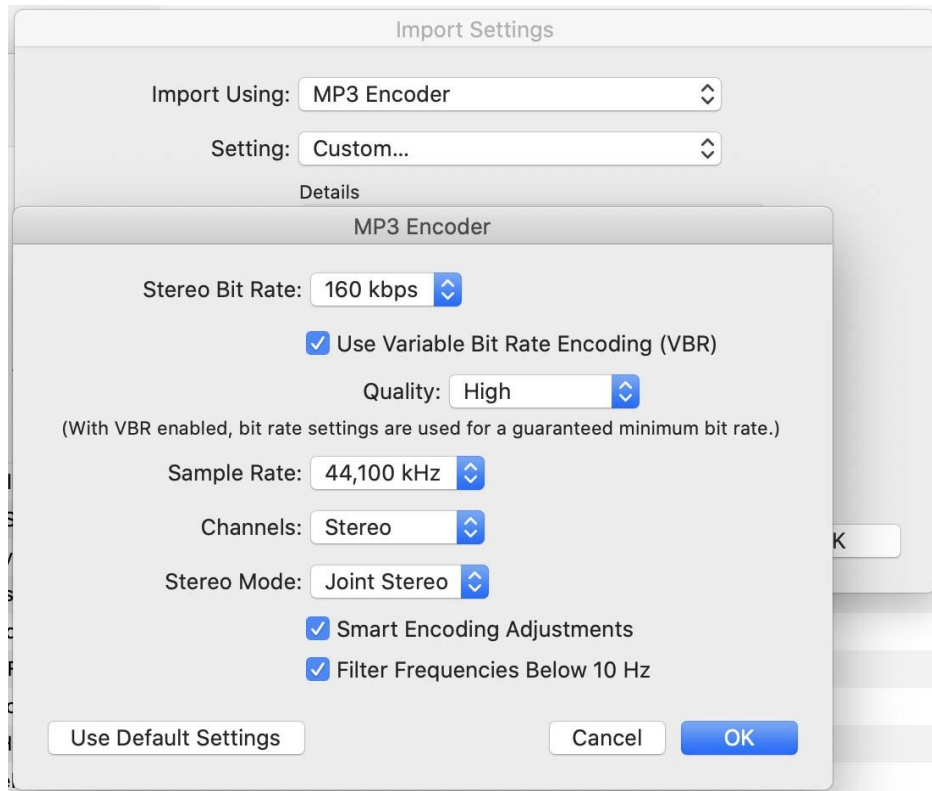 Import Settings
Import Using: MP3 Encoder
Setting: Custom...
Details
MP3 Encoder
Stereo Bit Rate: 160 kbps
Use Variable Bit Rate Encoding (VBR)
Quality: High
(With VBR enabled, bit rate settings are used for a guaranteed minimum bit rate.)
Sample Rate: 44,100 kHz
Channels: Stereo
Stereo Mode: Joint Stereo
Smart Encoding Adjustments
Filter Frequencies Below 10 Hz
Use Default Settings Cancel OK